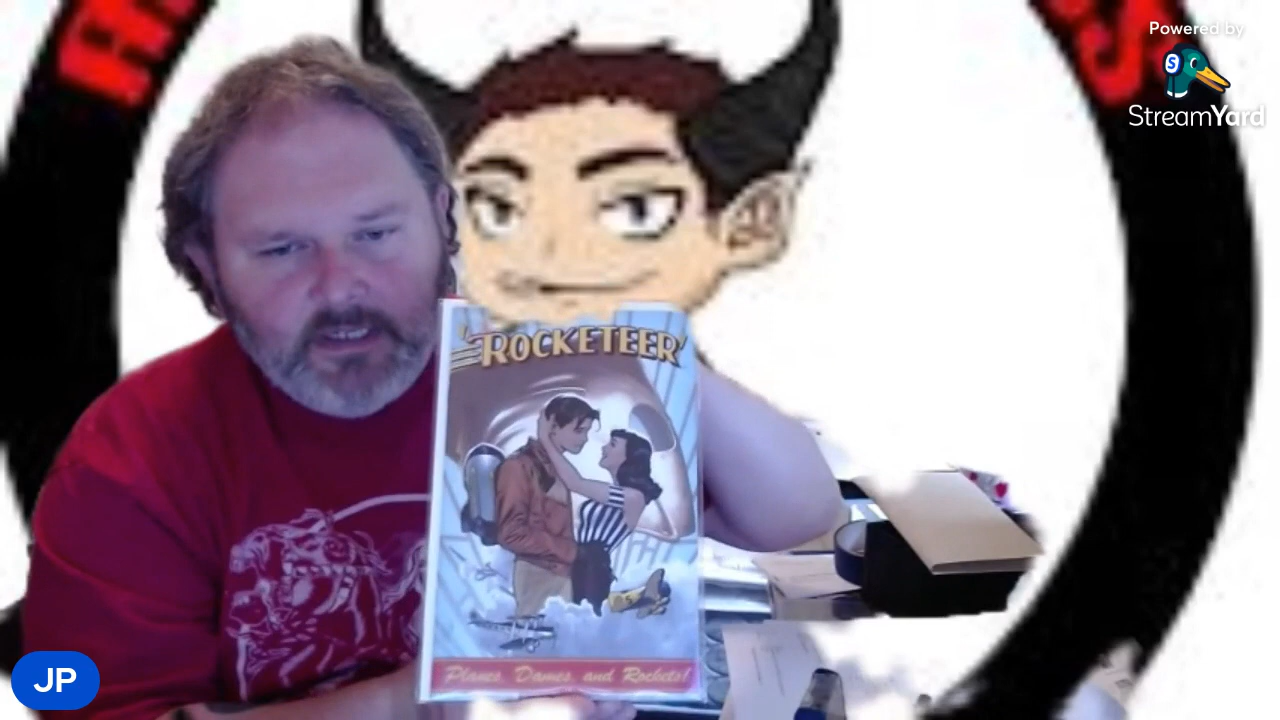 Powered by
StreamYard
ROCKETEER
Planes, Dames, and Rockets!
JP